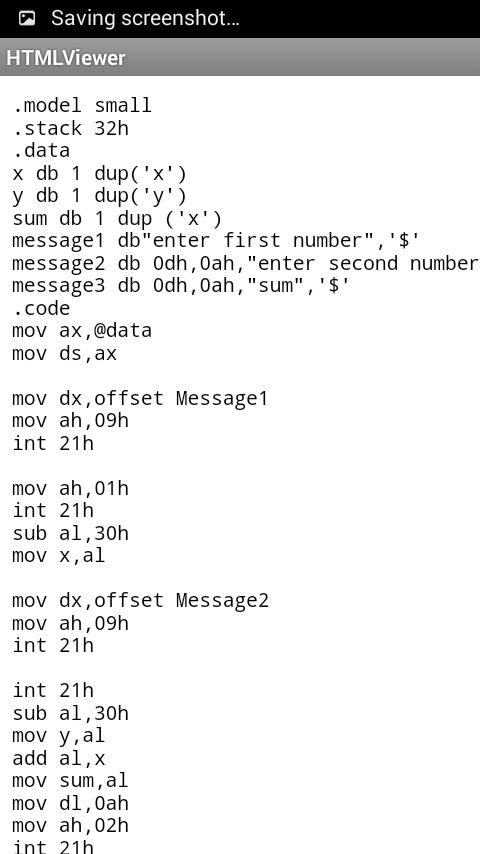 Saving screenshot...
HTMLViewer
.model small
.stack 32h
.data
x db 1 dup('x')
y db 1 dup('y')
sum db 1 dup ('x')
message1 db"enter first number",'$'
message2 db 0dh,0ah,"enter second number
message3 db 0dh,0ah,"sum",'$'
.code
mov ax,@data
mov ds,ax
mov dx,offset Message1
mov ah,09h
int 21h
mov ah,01h
int 21h
sub al,30h
mov x,al
mov dx,offset Message2
mov ah,09h
int 21h
int 21h
sub al,30h
mov y,al
add al,x
mov sum,al
mov dl,0ah
mov ah,02h
int 21h